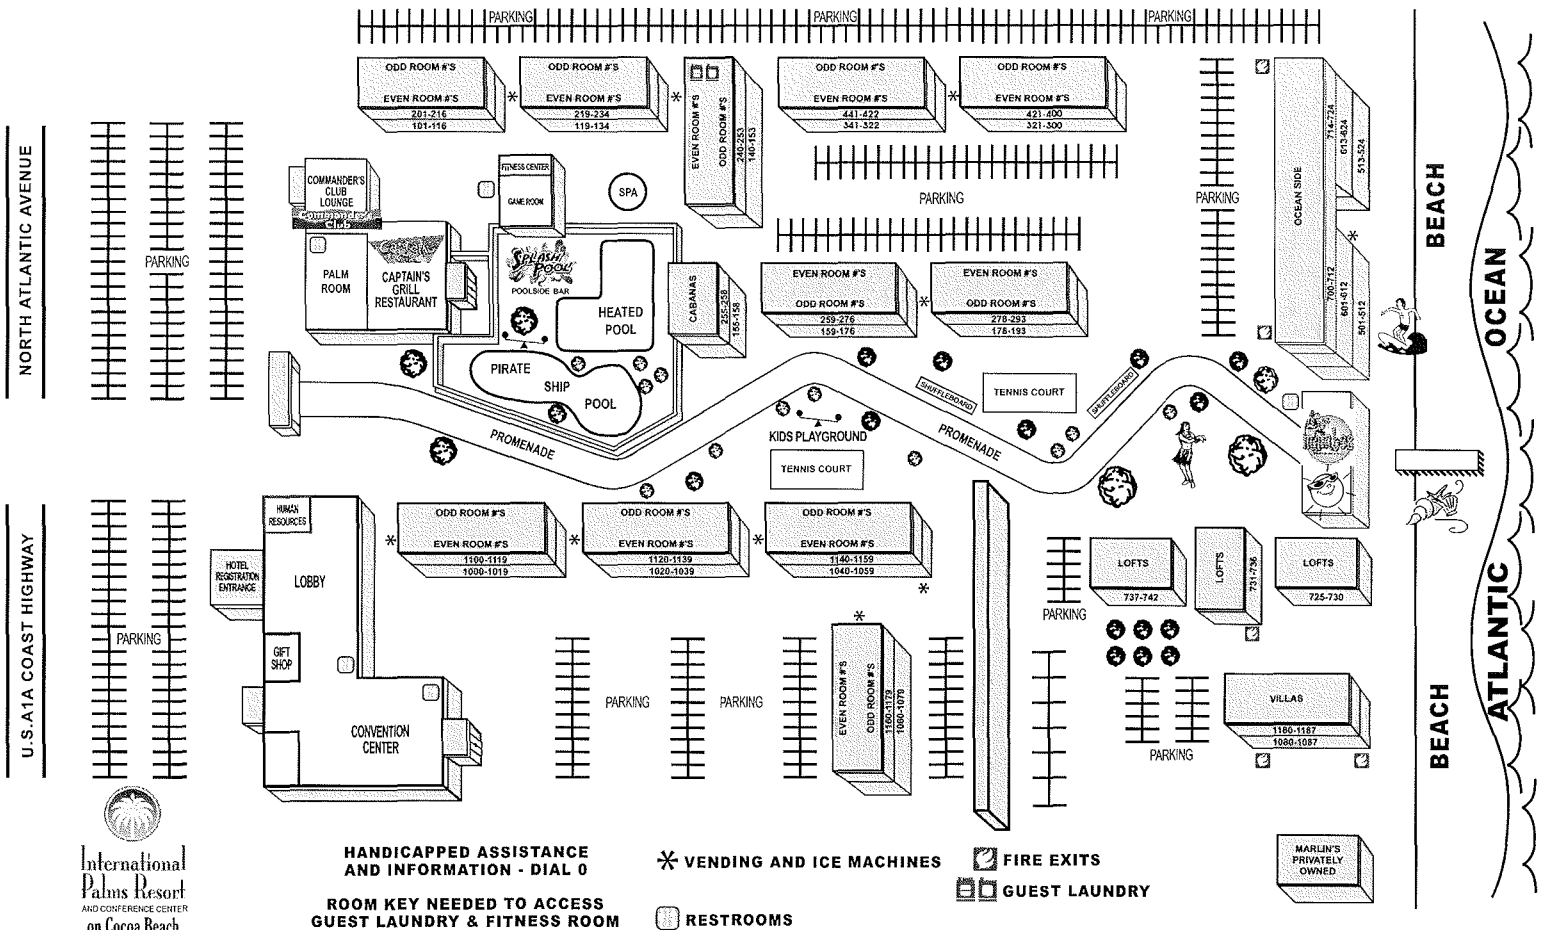 PARKING
PARKING
PARKING
ODD ROOM #'S
EVEN ROOM #'S
201-216
101-116
ODD ROOM #'S
EVEN ROOM #'S
219-234
119-134
EVEN ROOM #'S
ODD ROOM #'S
240-253
140-153
ODD ROOM #'S
EVEN ROOM #'S
441-422
341-322
ODD ROOM #'S
EVEN ROOM #'S
421-400
321-300
OCEAN SIDE
714-724
613-624
513-524
700-712
601-612
501-512
NORTH ATLANTIC AVENUE
PARKING
COMMANDER'S
CLUB
LOUNGE
Commander's
Club
FITNESS CENTER
GAME ROOM
SPA
PARKING
PARKING
BEACH
PALM
ROOM
CAPTAIN'S
GRILL
RESTAURANT
SPLASH
POOL
POOLSIDE BAR
HEATED
POOL
CABANAS
255-258
155-158
EVEN ROOM #'S
ODD ROOM #'S
259-276
159-176
EVEN ROOM #'S
ODD ROOM #'S
278-293
178-193
PIRATE
SHIP
POOL
SHUFFLEBOARD
TENNIS COURT
SHUFFLEBOARD
PROMENADE
KIDS PLAYGROUND
PROMENADE
TENNIS COURT
ATLANTIC OCEAN
U.S.A1A COAST HIGHWAY
PARKING
HUMAN
RESOURCES
HOTEL
REGISTRATION
ENTRANCE
LOBBY
GIFT
SHOP
CONVENTION
CENTER
ODD ROOM #'S
EVEN ROOM #'S
1100-1119
1000-1019
ODD ROOM #'S
EVEN ROOM #'S
1120-1139
1020-1039
ODD ROOM #'S
EVEN ROOM #'S
1140-1159
1040-1059
PARKING
PARKING
EVEN ROOM #'S
ODD ROOM #'S
1160-1179
1060-1079
PARKING
LOFTS
737-742
LOFTS
731-736
LOFTS
725-730
VILLAS
1180-1187
1080-1087
PARKING
BEACH
MARLIN'S
PRIVATELY
OWNED
International
Palms Resort
AND CONFERENCE CENTER
on Cocoa Beach
HANDICAPPED ASSISTANCE
AND INFORMATION - DIAL 0
ROOM KEY NEEDED TO ACCESS
GUEST LAUNDRY & FITNESS ROOM
VENDING AND ICE MACHINES
RESTROOMS
FIRE EXITS
GUEST LAUNDRY